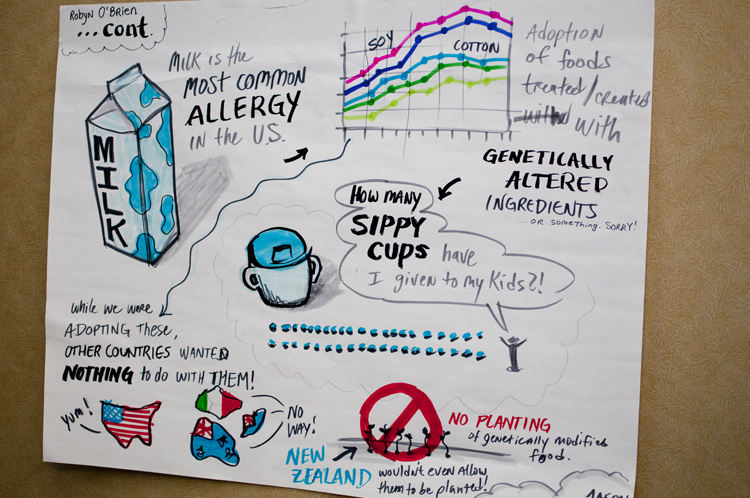 Robyn O'Brien
...cont.
Milk is the
MOST COMMON
ALLERGY
in the U.S.
MILK
SOY
COTTON
Adoption
of foods
treated/created
with
GENETICALLY
ALTERED
INGREDIENTS
...or something. SORRY!
HOW MANY
SIPPY
CUPS have
I given to my kids?!
while we were
ADOPTING these,
OTHER COUNTRIES WANTED
NOTHING to do WITH THEM!
yum!
NO
WAY!
NEW
ZEALAND
wouldn't even allow
them to be planted!
NO PLANTING
of genetically modifies
food.